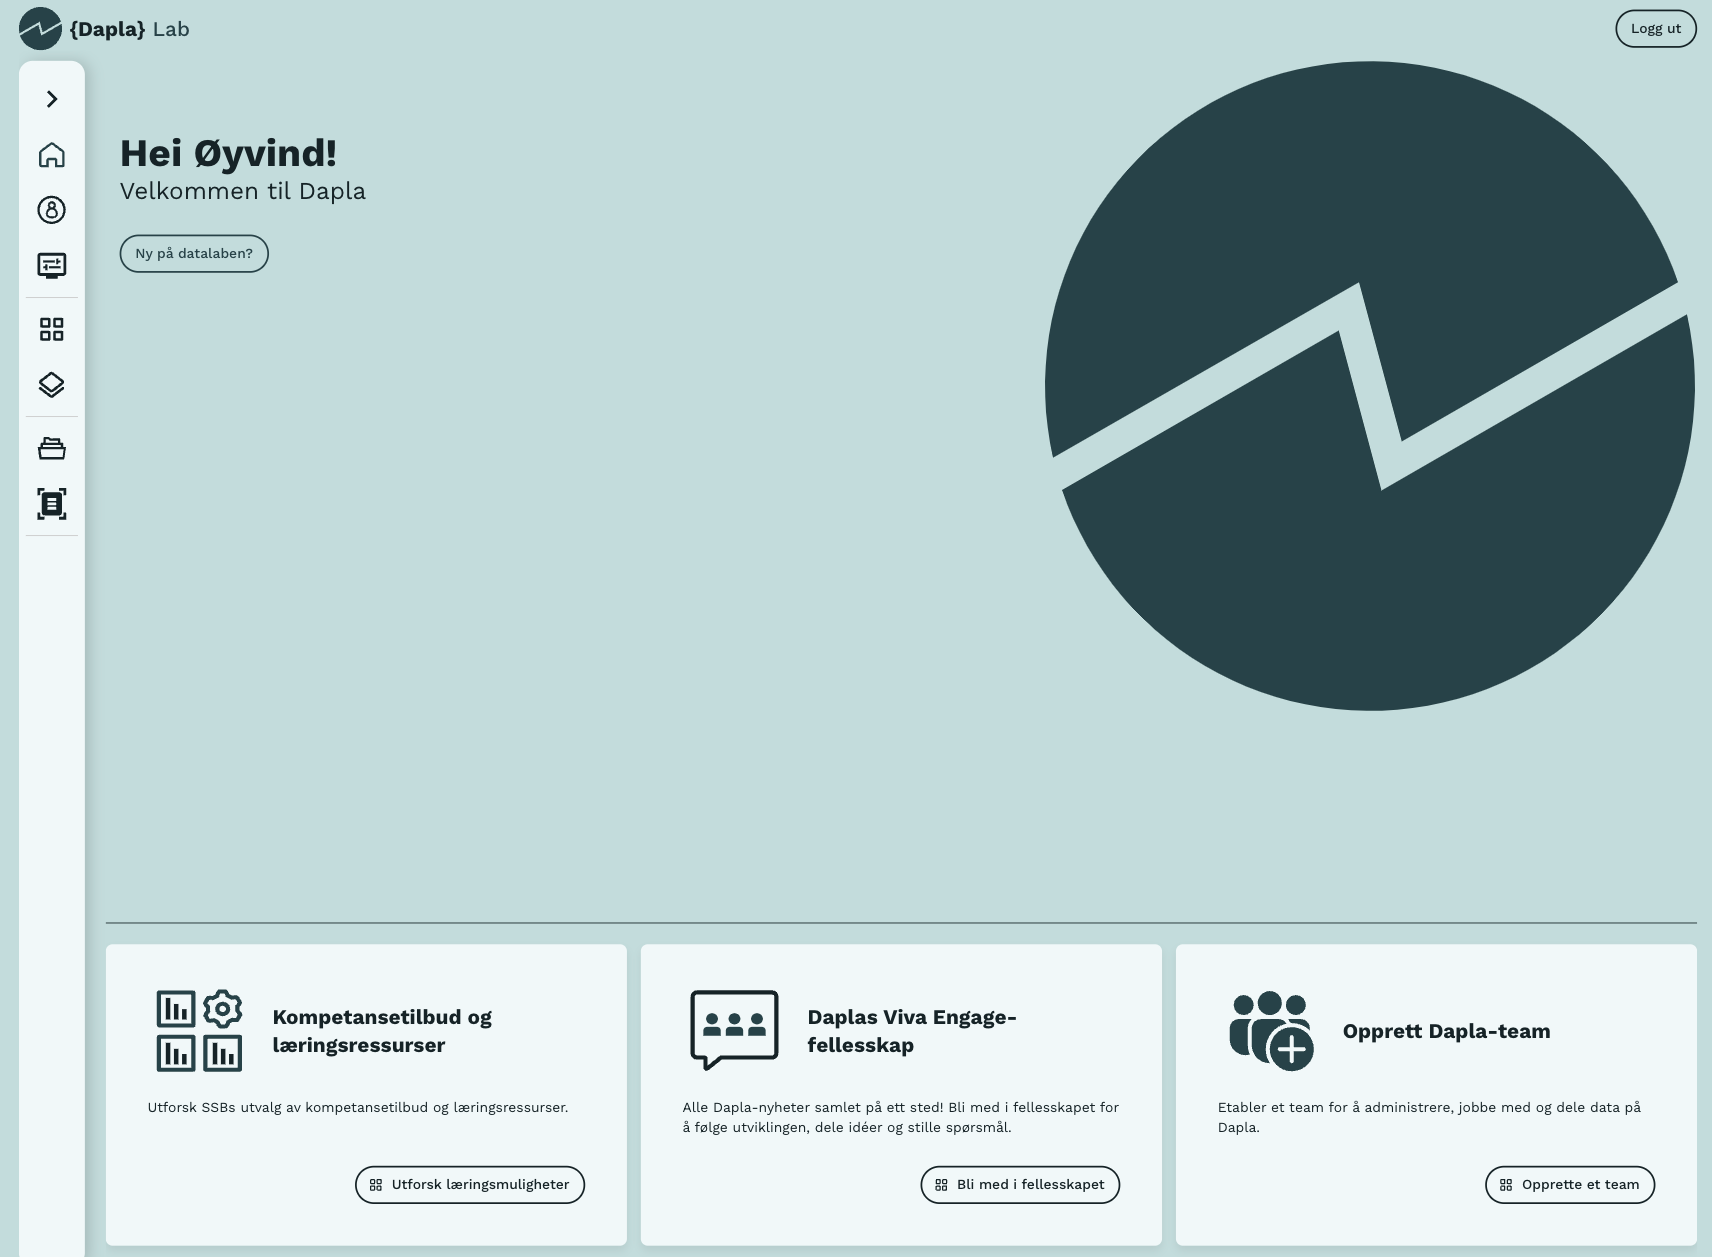 {Dapla} Lab
Logg ut
Hei Øyvind!
Velkommen til Dapla
Ny på datalaben?
Kompetansetilbud og
læringsressurser
Utforsk SSBs utvalg av kompetansetilbud og læringsressurser.
Utforsk læringsmuligheter
Daplas Viva Engage-
fellesskap
Alle Dapla-nyheter samlet på ett sted! Bli med i fellesskapet for
å følge utviklingen, dele idéer og stille spørsmål.
Bli med i fellesskapet
Opprett Dapla-team
Etabler et team for å administrere, jobbe med og dele data på
Dapla.
Opprette et team